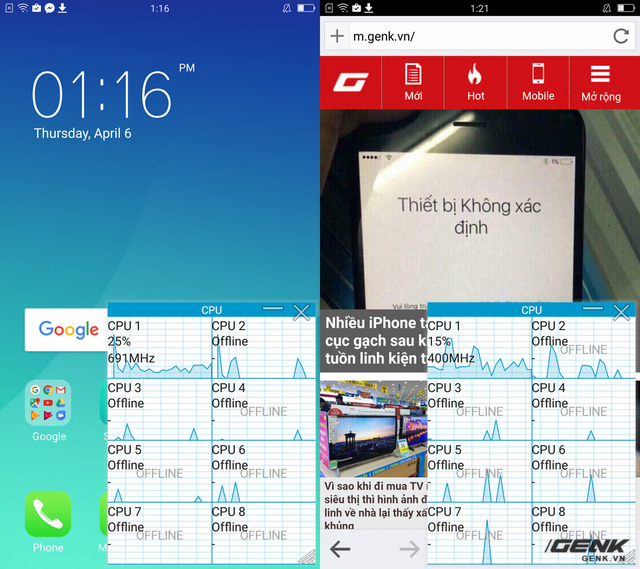 1:16
01:16 PM
Thursday, April 6
Google
CPU
CPU 1
25%
691MHz
CPU 2
Offline
CPU 3
Offline
CPU 4
Offline
OFFLINE
CPU 5
Offline
OFFLINE
CPU 6
Offline
OFFLINE
CPU 7
Offline
OFFLINE
CPU 8
Offline
OFFLINE
Google
Phone
M
1:21
m.genk.vn/
G
Mới
Hot
Mobile
Mở rộng
1%
Thiết bị Không xác
định
Vui lòng
Nhiều iPhone
cục gạch sau
tuồn linh kiện
CPU
CPU 1
15%
400MHz
CPU 2
Offline
OFFLINE
CPU 3
Offline
OFFLINE
CPU 4
Offline
OFFLINE
CPU 5
Offline
OFFLINE
CPU 6
Offline
OFFLINE
CPU 7
Offline
OFFLINE
CPU 8
Offline
Vì sao khi đi mua TV
siêu thị thì hình ảnh
linh về nhà lại thấy
khủng
GENK
GENK.VN